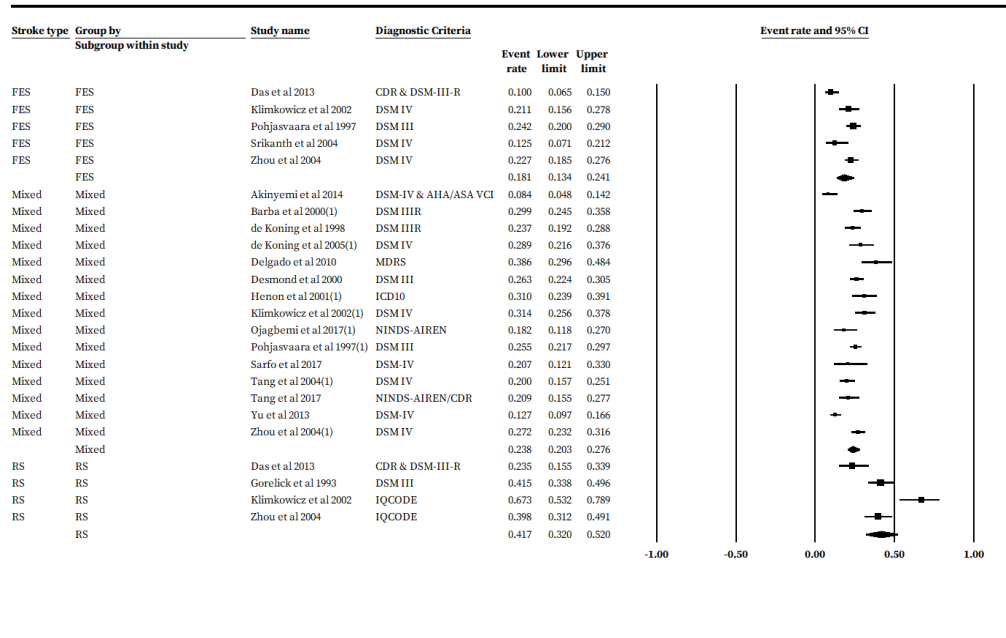 Stroke type Group by Study name Diagnostic Criteria Event rate and 95% CI
Subgroup within study
Event Lower Upper
rate limit limit
FES FES Das et al 2013 CDR & DSM-III-R 0.100 0.065 0.150
FES FES Klimkowicz et al 2002 DSM IV 0.211 0.156 0.278
FES FES Pohjasvaara et al 1997 DSM III 0.242 0.200 0.290
FES FES Srikanth et al 2004 DSM IV 0.125 0.071 0.212
FES FES Zhou et al 2004 DSM IV 0.227 0.185 0.276
FES 0.181 0.134 0.241
Mixed Mixed Akinyemi et al 2014 DSM-IV & AHA/ASA VCI 0.084 0.048 0.142
Mixed Mixed Barba et al 2000(1) DSM IIIR 0.299 0.245 0.358
Mixed Mixed de Koning et al 1998 DSM IIIR 0.237 0.192 0.288
Mixed Mixed de Koning et al 2005(1) DSM IV 0.289 0.216 0.376
Mixed Mixed Delgado et al 2010 MDRS 0.386 0.296 0.484
Mixed Mixed Desmond et al 2000 DSM III 0.263 0.224 0.305
Mixed Mixed Henon et al 2001(1) ICD10 0.310 0.239 0.391
Mixed Mixed Klimkowicz et al 2002(1) DSM IV 0.314 0.256 0.378
Mixed Mixed Ojagbemi et al 2017(1) NINDS-AIREN 0.182 0.118 0.270
Mixed Mixed Pohjasvaara et al 1997(1) DSM III 0.255 0.217 0.297
Mixed Mixed Sarfo et al 2017 DSM-IV 0.207 0.121 0.330
Mixed Mixed Tang et al 2004(1) DSM IV 0.200 0.157 0.251
Mixed Mixed Tang et al 2017 NINDS-AIREN/CDR 0.209 0.155 0.277
Mixed Mixed Yu et al 2013 DSM-IV 0.127 0.097 0.166
Mixed Mixed Zhou et al 2004(1) DSM IV 0.272 0.232 0.316
Mixed 0.238 0.203 0.276
RS RS Das et al 2013 CDR & DSM-III-R 0.235 0.155 0.339
RS RS Gorelick et al 1993 DSM III 0.415 0.338 0.496
RS RS Klimkowicz et al 2002 IQCODE 0.673 0.532 0.789
RS RS Zhou et al 2004 IQCODE 0.398 0.312 0.491
RS 0.417 0.320 0.520
-1.00 -0.50 0.00 0.50 1.00